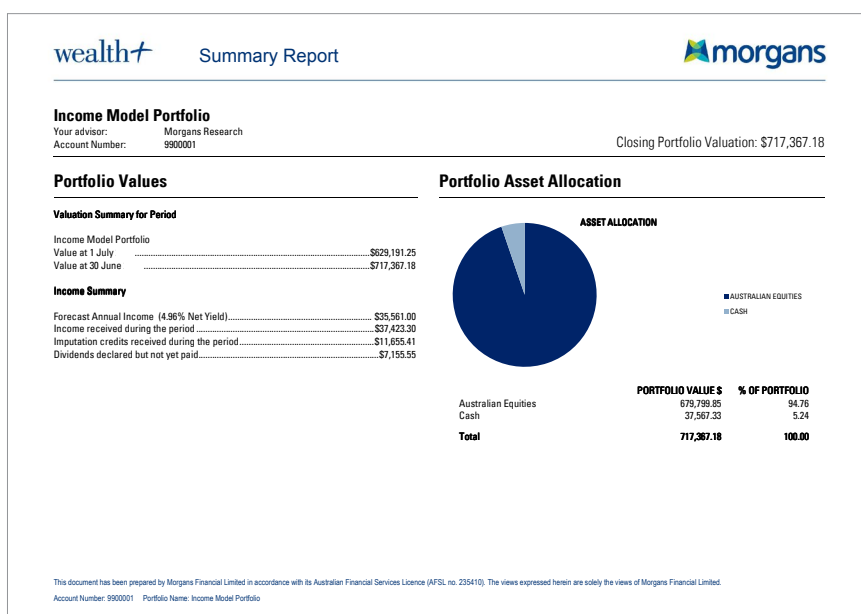 wealth+ Summary Report morgans
Income Model Portfolio
Your advisor: Morgans Research
Account Number: 9900001
Closing Portfolio Valuation: $717,367.18
Portfolio Values
Valuation Summary for Period
Income Model Portfolio
Value at 1 July ........$629,191.25
Value at 30 June ........$717,367.18
Income Summary
Forecast Annual Income (4.96% Net Yield)........ $35,561.00
Income received during the period ........$37,423.30
Imputation credits received during the period........$11,655.41
Dividends declared but not yet paid........$7,155.55
Portfolio Asset Allocation
ASSET ALLOCATION
AUSTRALIAN EQUITIES
CASH
PORTFOLIO VALUE $ % OF PORTFOLIO
Australian Equities 679,799.85 94.76
Cash 37,567.33 5.24
Total 717,367.18 100.00
This document has been prepared by Morgans Financial Limited in accordance with its Australian Financial Services Licence (AFSL no. 235410). The views expressed herein are solely the views of Morgans Financial Limited.
Account Number: 9900001 Portfolio Name: Income Model Portfolio